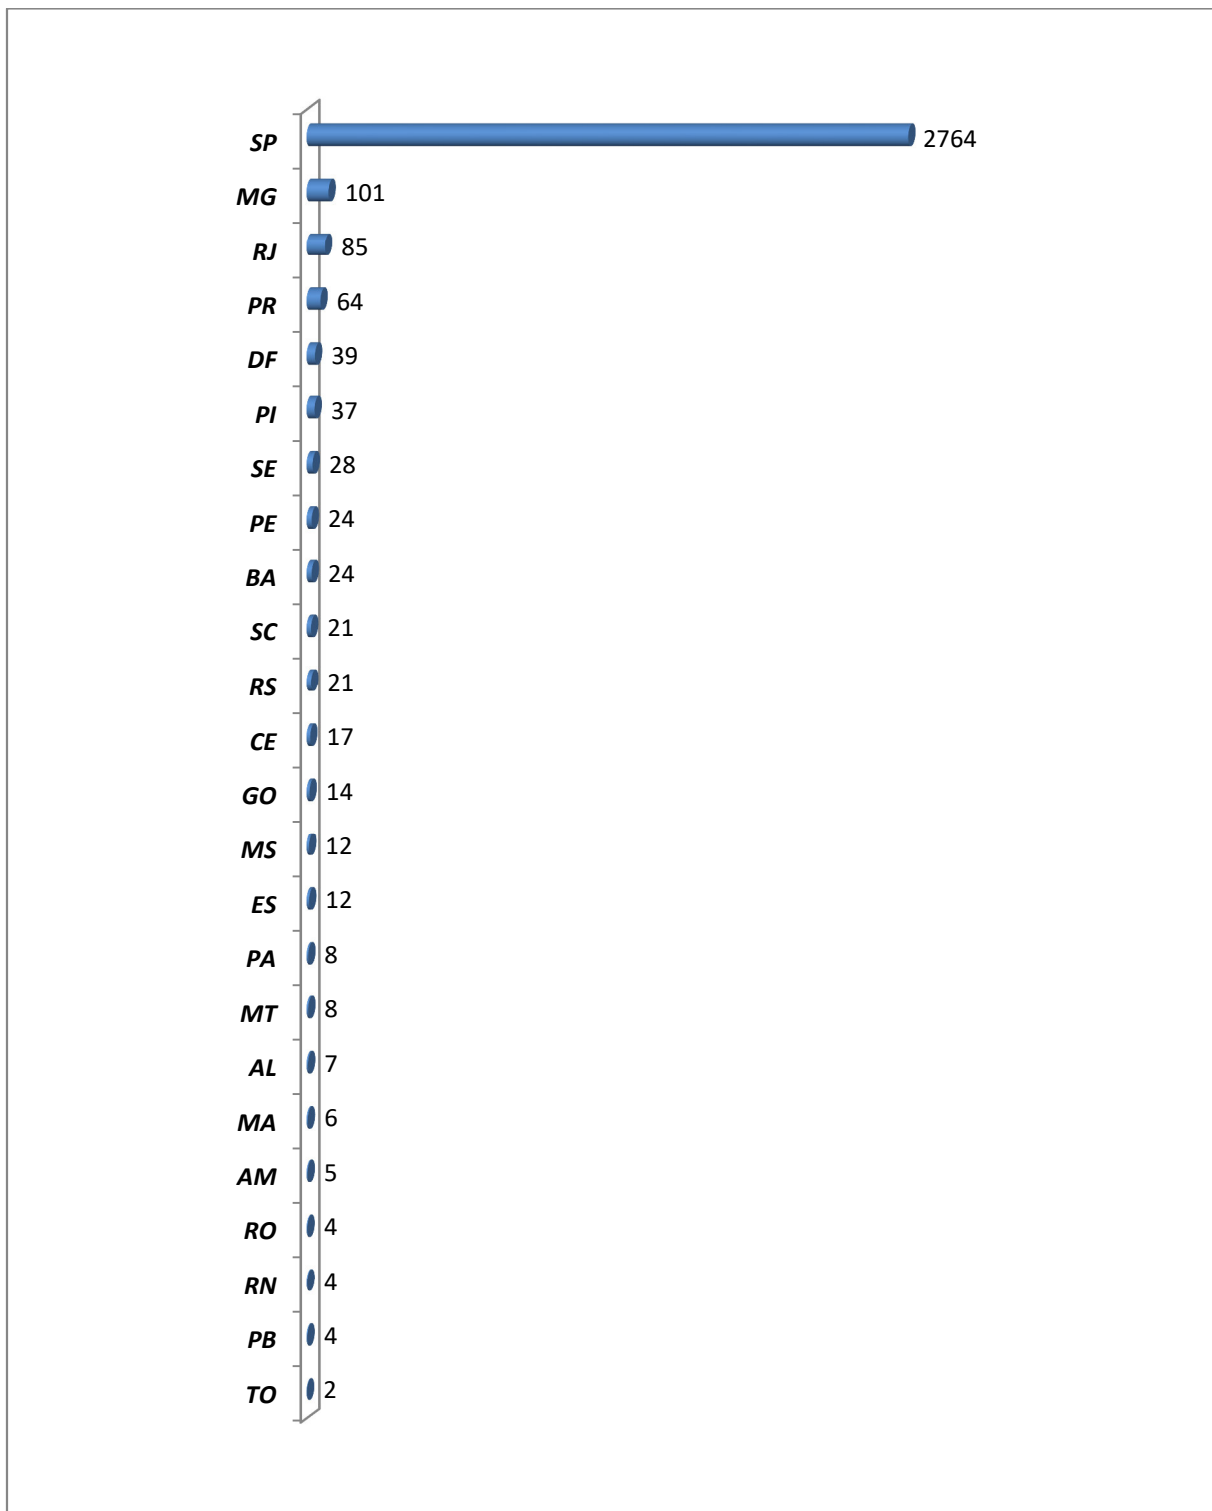 SP 2764
MG 101
RJ 85
PR 64
DF 39
PI 37
SE 28
PE 24
BA 24
SC 21
RS 21
CE 17
GO 14
MS 12
ES 12
PA 8
MT 8
AL 7
MA 6
AM 5
RO 4
RN 4
PB 4
TO 2